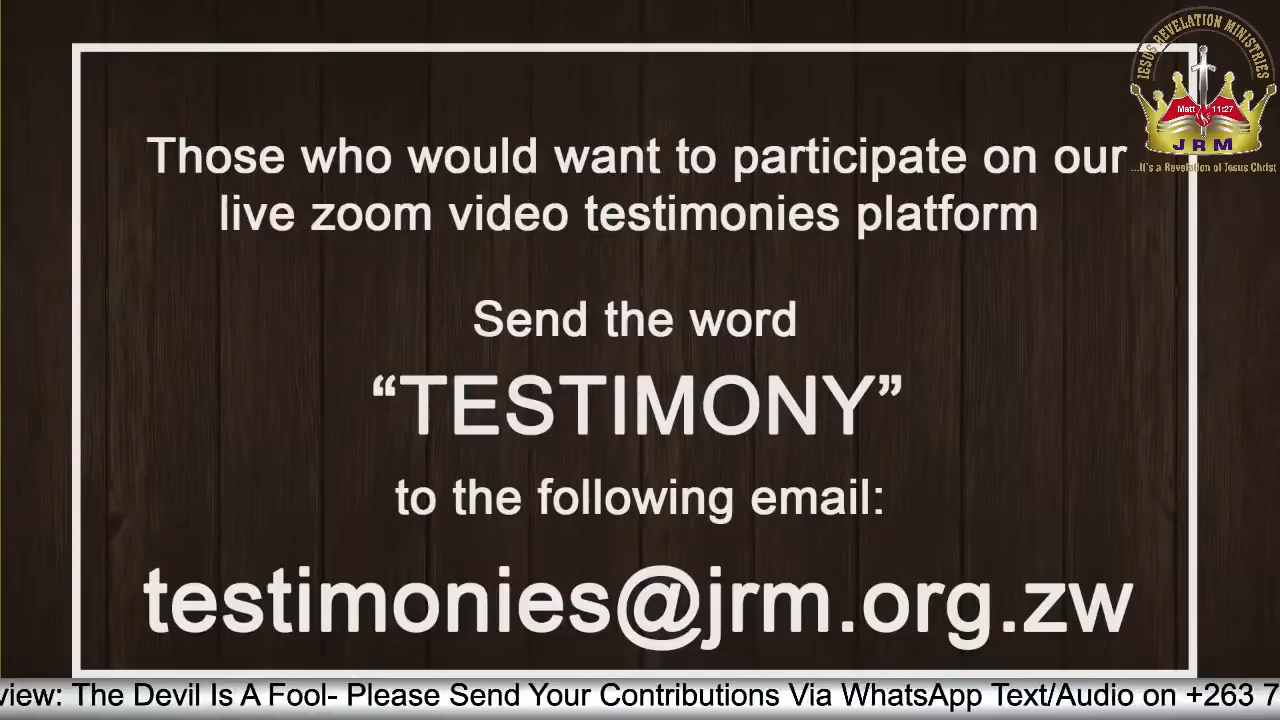 JESUS REVELATION MINISTRIES
Matt 11:27
JRM
...It's a Revelation of Jesus Christ
Those who would want to participate on our
live zoom video testimonies platform
Send the word
“TESTIMONY”
to the following email:
testimonies@jrm.org.zw
view: The Devil Is A Fool- Please Send Your Contributions Via WhatsApp Text/Audio on +263 7